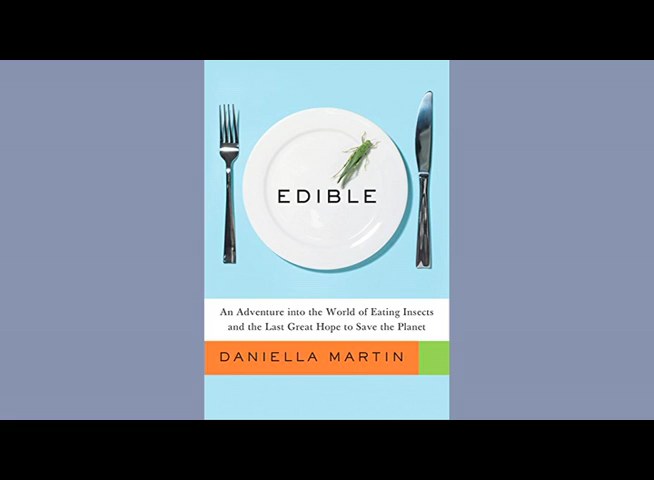 EDIBLE
An Adventure into the World of Eating Insects
and the Last Great Hope to Save the Planet
DANIELLA MARTIN